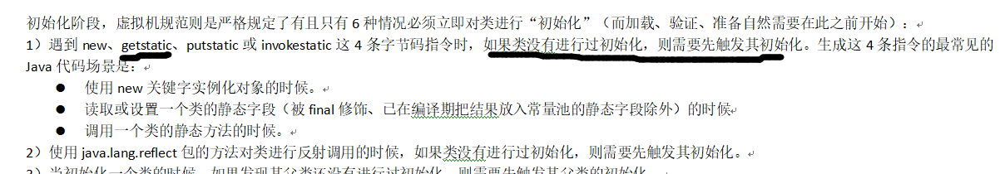 初始化阶段，虚拟机规范则是严格规定了有且只有 6 种情况必须立即对类进行“初始化”（而加载、验证、准备自然需要在此之前开始）：
1）遇到 new、getstatic、putstatic 或 invokestatic 这 4 条字节码指令时，如果类没有进行过初始化，则需要先触发其初始化。生成这 4 条指令的最常见的
Java 代码场景是：
● 使用 new 关键字实例化对象的时候。
● 读取或设置一个类的静态字段（被 final 修饰、已在编译期把结果放入常量池的静态字段除外）的时候
● 调用一个类的静态方法的时候。
2）使用 java.lang.reflect 包的方法对类进行反射调用的时候，如果类没有进行过初始化，则需要先触发其初始化。
3）当初始化一个类的时候，如果发现其父类还没有进行过初始化，则需要先触发其父类的初始化。